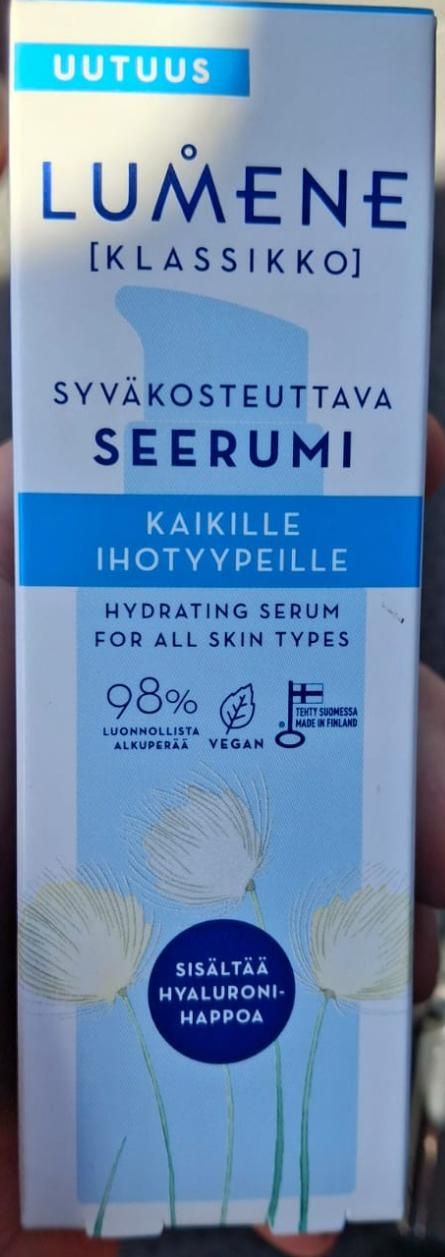 UUTUUS
LUMENE
[KLASSIKKO]
SYVÄKOSTEUTTAVA
SEERUMI
KAIKILLE
IHOTYYPEILLE
HYDRATING SERUM
FOR ALL SKIN TYPES
98%
LUONNOLLISTA
ALKUPERÄÄ
VEGAN
TEHTY SUOMESSA
MADE IN FINLAND
SISÄLTÄÄ
HYALURONI-
HAPPOA